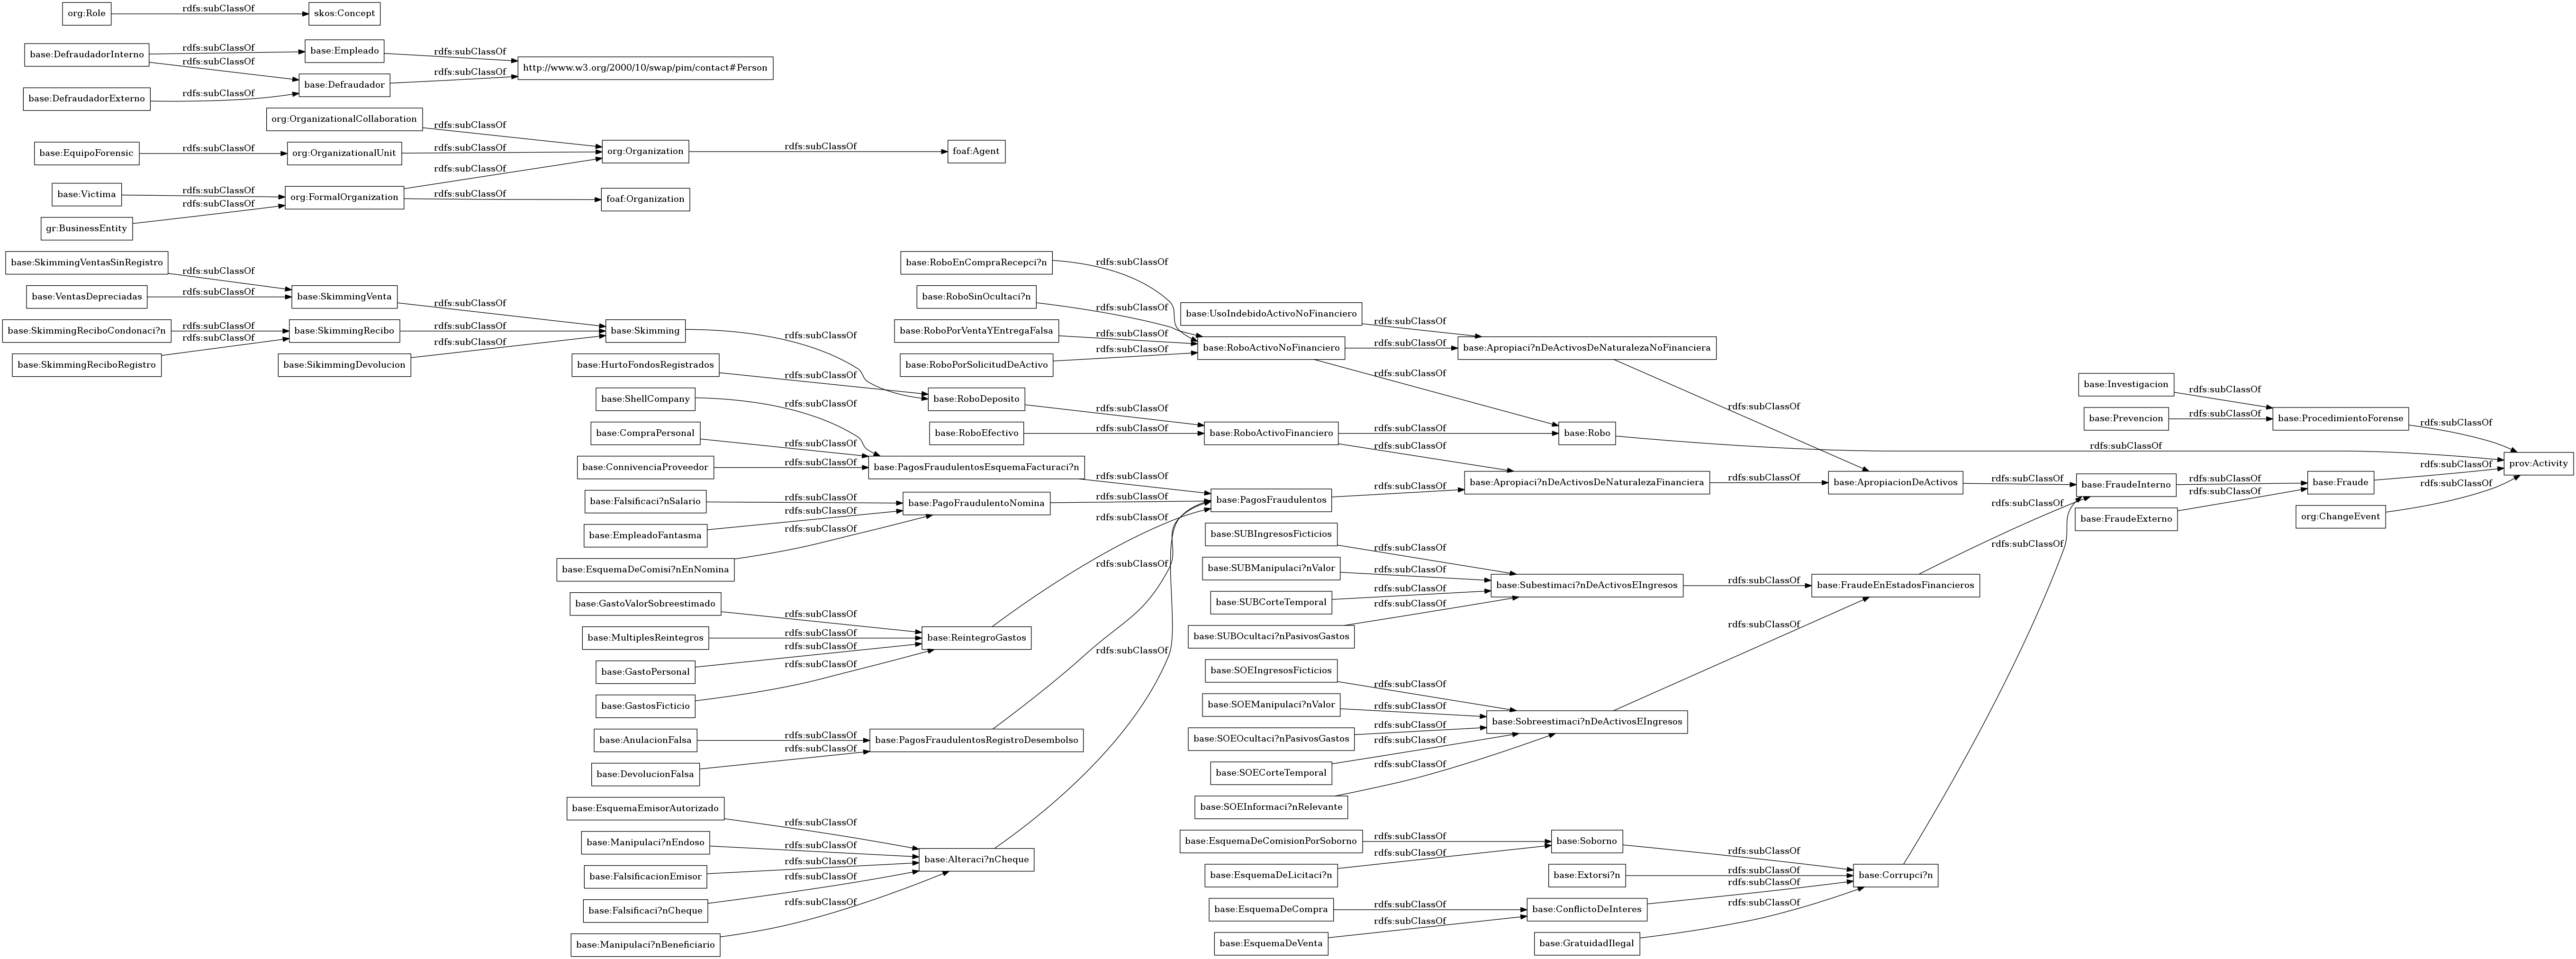 org:Role
rdfs:subClassOf
skos:Concept
base:DefraudadorInterno
rdfs:subClassOf
base:Empleado
rdfs:subClassOf
rdfs:subClassOf
http://www.w3.org/2000/10/swap/pim/contact#Person
base:Defraudador
rdfs:subClassOf
base:DefraudadorExterno
rdfs:subClassOf
org:OrganizationalCollaboration
rdfs:subClassOf
base:EquipoForensic
rdfs:subClassOf
org:OrganizationalUnit
rdfs:subClassOf
org:Organization
rdfs:subClassOf
foaf:Agent
base:Victima
rdfs:subClassOf
org:FormalOrganization
rdfs:subClassOf
rdfs:subClassOf
foaf:Organization
gr:BusinessEntity
rdfs:subClassOf
base:SkimmingVentasSinRegistro
rdfs:subClassOf
base:VentasDepreciadas
rdfs:subClassOf
base:SkimmingVenta
rdfs:subClassOf
base:SkimmingReciboCondonaci?n
rdfs:subClassOf
base:SkimmingRecibo
rdfs:subClassOf
base:Skimming
rdfs:subClassOf
base:SkimmingReciboRegistro
rdfs:subClassOf
base:SikimmingDevolucion
rdfs:subClassOf
base:HurtoFondosRegistrados
rdfs:subClassOf
base:RoboDeposito
rdfs:subClassOf
base:RoboEfectivo
rdfs:subClassOf
base:RoboActivoFinanciero
rdfs:subClassOf
rdfs:subClassOf
base:RoboEnCompraRecepci?n
rdfs:subClassOf
base:RoboSinOcultaci?n
rdfs:subClassOf
base:RoboPorVentaYEntregaFalsa
rdfs:subClassOf
base:RoboPorSolicitudDeActivo
rdfs:subClassOf
base:RoboActivoNoFinanciero
rdfs:subClassOf
rdfs:subClassOf
base:UsoIndebidoActivoNoFinanciero
rdfs:subClassOf
base:Apropiaci?nDeActivosDeNaturalezaNoFinanciera
rdfs:subClassOf
base:Robo
rdfs:subClassOf
base:ShellCompany
rdfs:subClassOf
base:CompraPersonal
rdfs:subClassOf
base:ConnivenciaProveedor
rdfs:subClassOf
base:PagosFraudulentosEsquemaFacturaci?n
rdfs:subClassOf
base:Falsificaci?nSalario
rdfs:subClassOf
base:EmpleadoFantasma
rdfs:subClassOf
base:EsquemaDeComisi?nEnNomina
rdfs:subClassOf
base:PagoFraudulentoNomina
rdfs:subClassOf
base:PagosFraudulentos
rdfs:subClassOf
base:Apropiaci?nDeActivosDeNaturalezaFinanciera
rdfs:subClassOf
base:ApropiacionDeActivos
rdfs:subClassOf
base:GastoValorSobreestimado
rdfs:subClassOf
base:MultiplesReintegros
rdfs:subClassOf
base:GastoPersonal
rdfs:subClassOf
base:GastosFicticio
rdfs:subClassOf
base:ReintegroGastos
rdfs:subClassOf
base:AnulacionFalsa
rdfs:subClassOf
base:DevolucionFalsa
rdfs:subClassOf
base:PagosFraudulentosRegistroDesembolso
rdfs:subClassOf
base:EsquemaEmisorAutorizado
rdfs:subClassOf
base:Manipulaci?nEndoso
rdfs:subClassOf
base:FalsificacionEmisor
rdfs:subClassOf
base:Falsificaci?nCheque
rdfs:subClassOf
base:Manipulaci?nBeneficiario
rdfs:subClassOf
base:Alteraci?nCheque
rdfs:subClassOf
base:SUBIngresosFicticios
rdfs:subClassOf
base:SUBManipulaci?nValor
rdfs:subClassOf
base:SUBCorteTemporal
rdfs:subClassOf
base:SUBOcultaci?nPasivosGastos
rdfs:subClassOf
base:Subestimaci?nDeActivosEIngresos
rdfs:subClassOf
base:FraudeEnEstadosFinancieros
rdfs:subClassOf
base:SOEIngresosFicticios
rdfs:subClassOf
base:SOEManipulaci?nValor
rdfs:subClassOf
base:SOEOcultaci?nPasivosGastos
rdfs:subClassOf
base:SOECorteTemporal
rdfs:subClassOf
base:SOEInformaci?nRelevante
rdfs:subClassOf
base:Sobreestimaci?nDeActivosEIngresos
rdfs:subClassOf
base:EsquemaDeComisionPorSoborno
rdfs:subClassOf
base:EsquemaDeLicitaci?n
rdfs:subClassOf
base:Soborno
rdfs:subClassOf
base:Extorsi?n
rdfs:subClassOf
base:EsquemaDeCompra
rdfs:subClassOf
base:EsquemaDeVenta
rdfs:subClassOf
base:ConflictoDeInteres
rdfs:subClassOf
base:GratuidadIlegal
rdfs:subClassOf
base:Corrupci?n
rdfs:subClassOf
base:Investigacion
rdfs:subClassOf
base:Prevencion
rdfs:subClassOf
base:ProcedimientoForense
rdfs:subClassOf
base:FraudeInterno
rdfs:subClassOf
base:FraudeExterno
rdfs:subClassOf
base:Fraude
rdfs:subClassOf
org:ChangeEvent
rdfs:subClassOf
prov:Activity